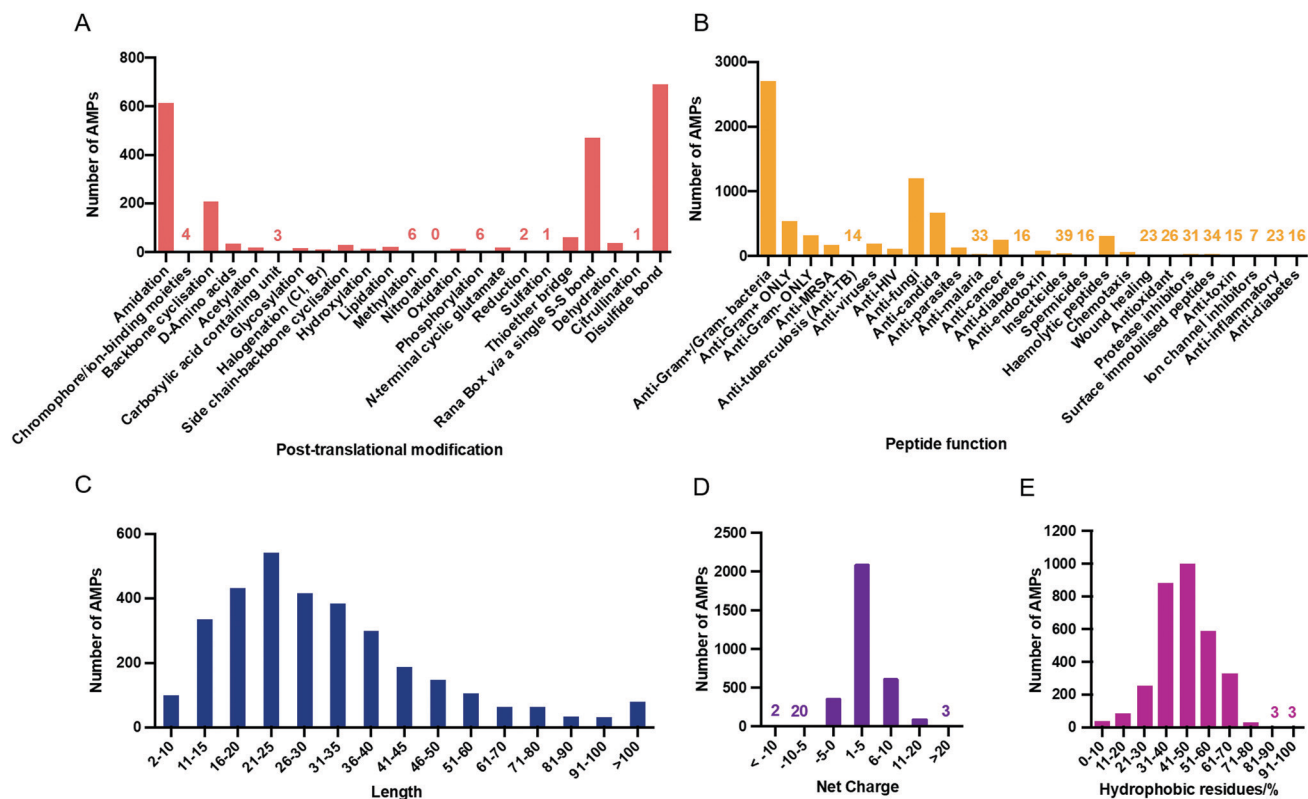 A
Number of AMPs
800
600
400
200
0
4
3
6
0
6
2
1
1
Amidation
Chromophore/ion-binding moieties
Backbone cyclisation
D-Amino acids
Acetylation
Carboxylic acid containing unit
Glycosylation
Halogenation (Cl, Br)
Side chain-backbone cyclisation
Hydroxylation
Lipidation
Methylation
Nitrolation
Oxidation
Phosphorylation
N-terminal cyclic glutamate
Reduction
Sulfation
Thioether bridge
Rana Box via a single S-S bond
Dehydration
Citrulination
Disulfide bond
Post-translational modification
B
Number of AMPs
3000
2000
1000
0
14
33
16
39
16
23
26
31
34
15
7
23
16
Anti-Gram+/Gram- bacteria
Anti-Gram+ ONLY
Anti-Gram- ONLY
Anti-MRSA
Anti-tuberculosis (Anti-TB)
Anti-viruses
Anti-HIV
Anti-fungi
Anti-candida
Anti-parasites
Anti-malaria
Anti-cancer
Anti-diabetes
Anti-endotoxin
Insecticides
Spermicides
Haemolytic peptides
Chemotaxis
Wound healing
Antioxidant
Protease inhibitors
Surface immobilised peptides
Anti-toxin
Ion channel inhibitors
Anti-inflammatory
Anti-diabetes
Peptide function
C
Number of AMPs
600
400
200
0
2-10
11-15
16-20
21-25
26-30
31-35
36-40
41-45
46-50
51-60
61-70
71-80
81-90
91-100
>100
Length
D
Number of AMPs
2500
2000
1500
1000
500
0
2
20
3
< -10
-10-5
-5-0
1-5
6-10
11-20
>20
Net Charge
E
Number of AMPs
1200
1000
800
600
400
200
0
3
3
0-10
11-20
21-30
31-40
41-50
51-60
61-70
71-80
81-90
91-100
Hydrophobic residues/%